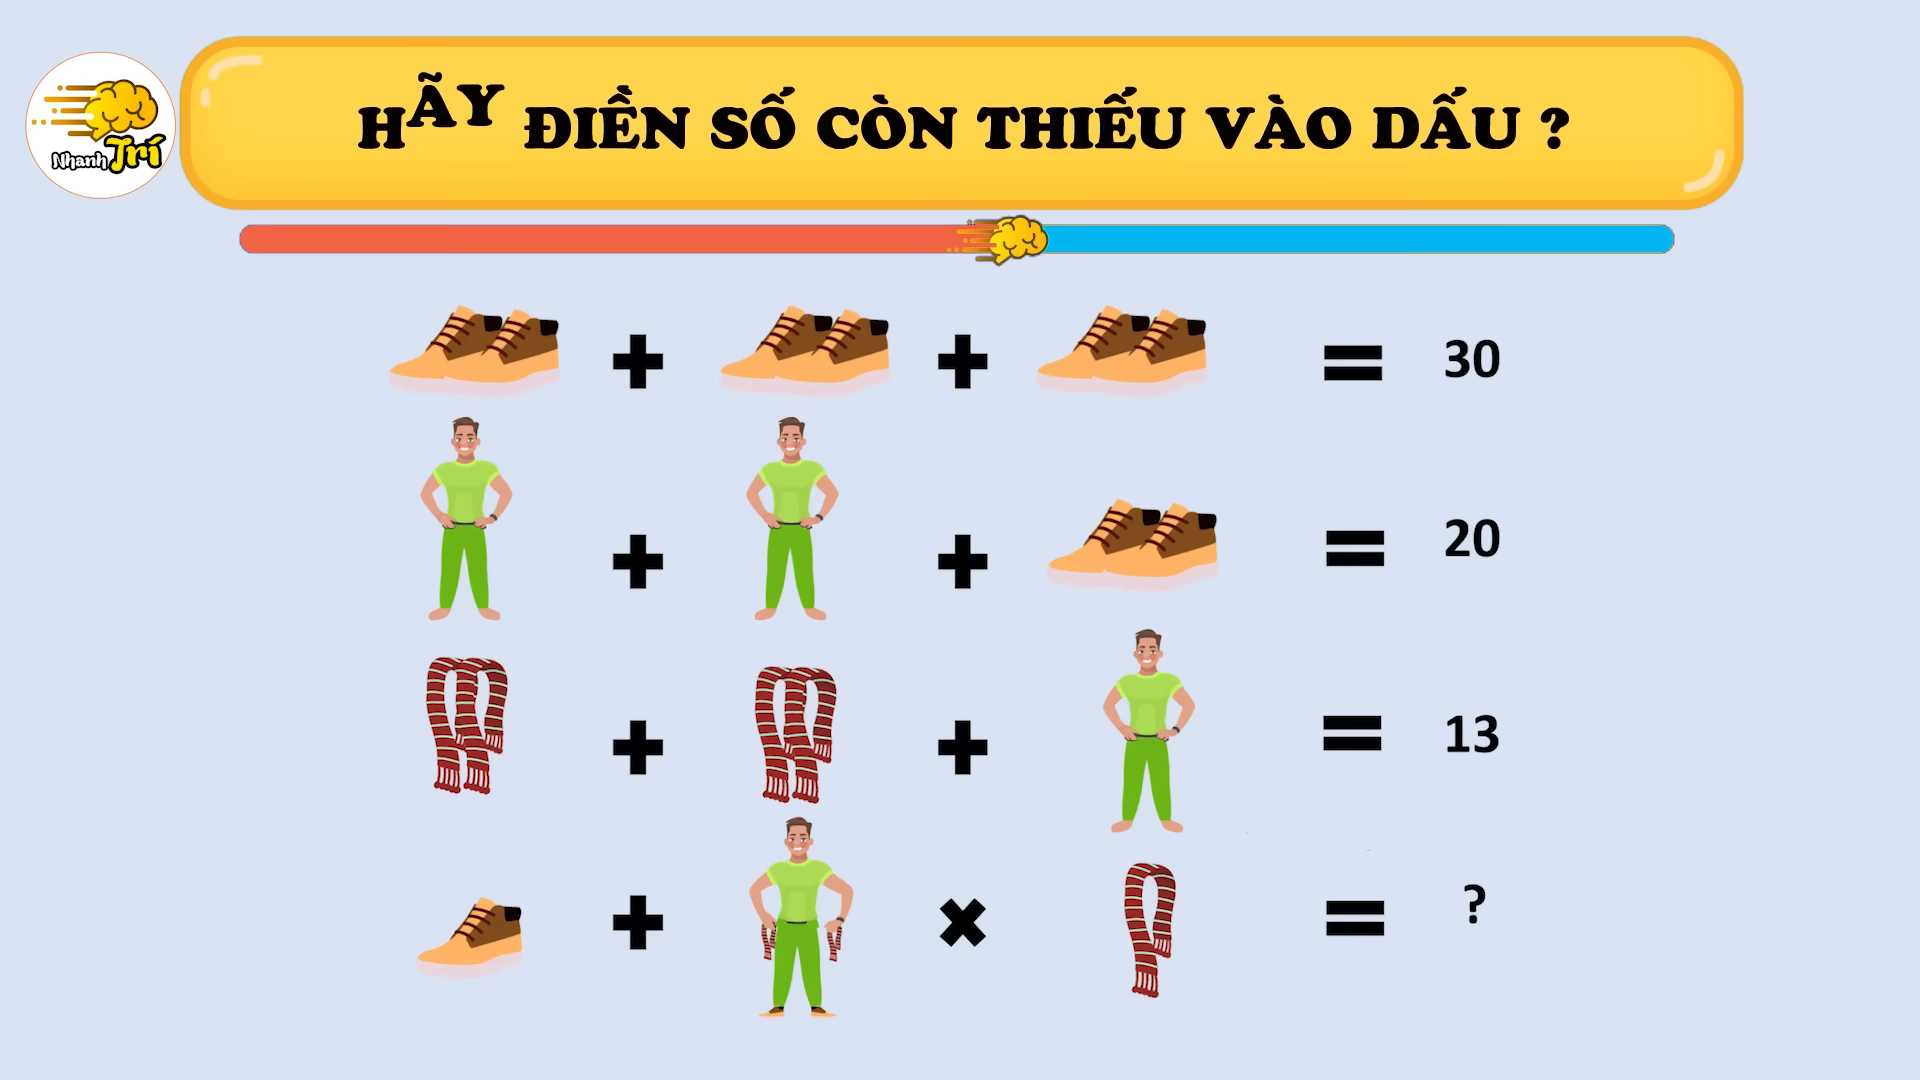 Nhanh Trí
HÃY ĐIỀN SỐ CÒN THIẾU VÀO DẤU ?
+ + = 30
+ + = 20
+ + = 13
+ × = ?